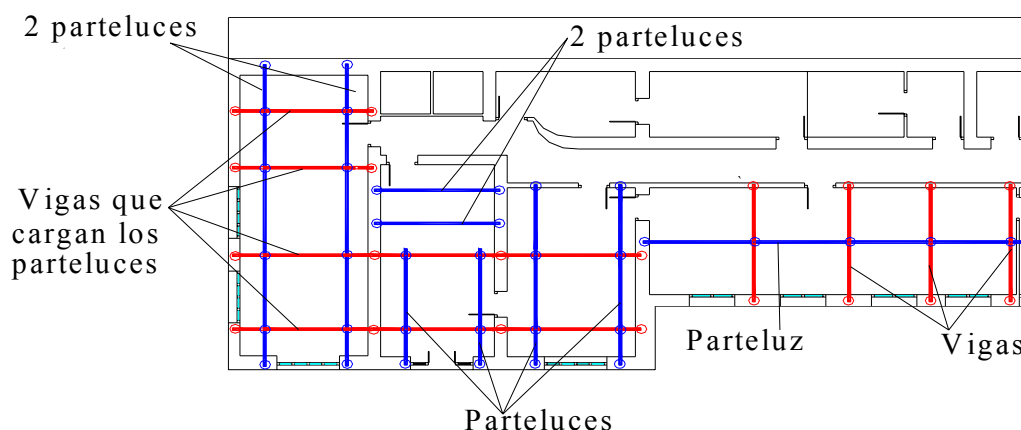 2 parteluces
2 parteluces
Vigas que
cargan los
parteluces
Parteluz
Vigas
Parteluces